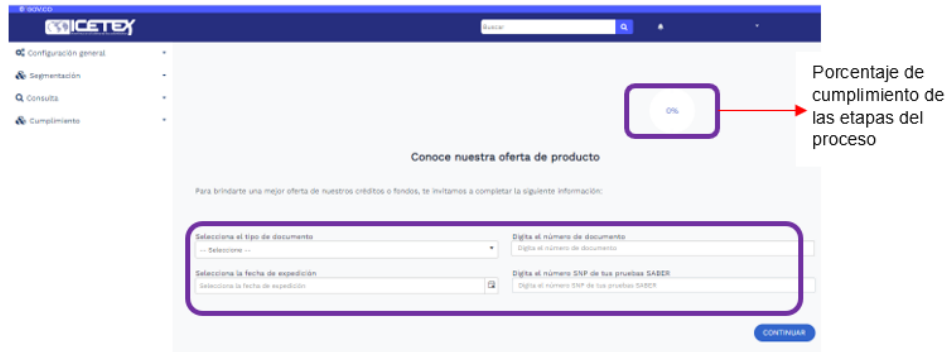 GOV.CO
ICETEX
Buscar
Configuración general
Segmentación
Consulta
Cumplimiento
0%
Porcentaje de
cumplimiento de
las etapas del
proceso
Conoce nuestra oferta de producto
Para brindarte una mejor oferta de nuestros créditos o fondos, te invitamos a completar la siguiente información:
Selecciona el tipo de documento
-- Seleccione --
Digita el número de documento
Digita el número de documento
Selecciona la fecha de expedición
Selecciona la fecha de expedición
Digita el número SNP de tus pruebas SABER
Digita el número SNP de tus pruebas SABER
CONTINUAR